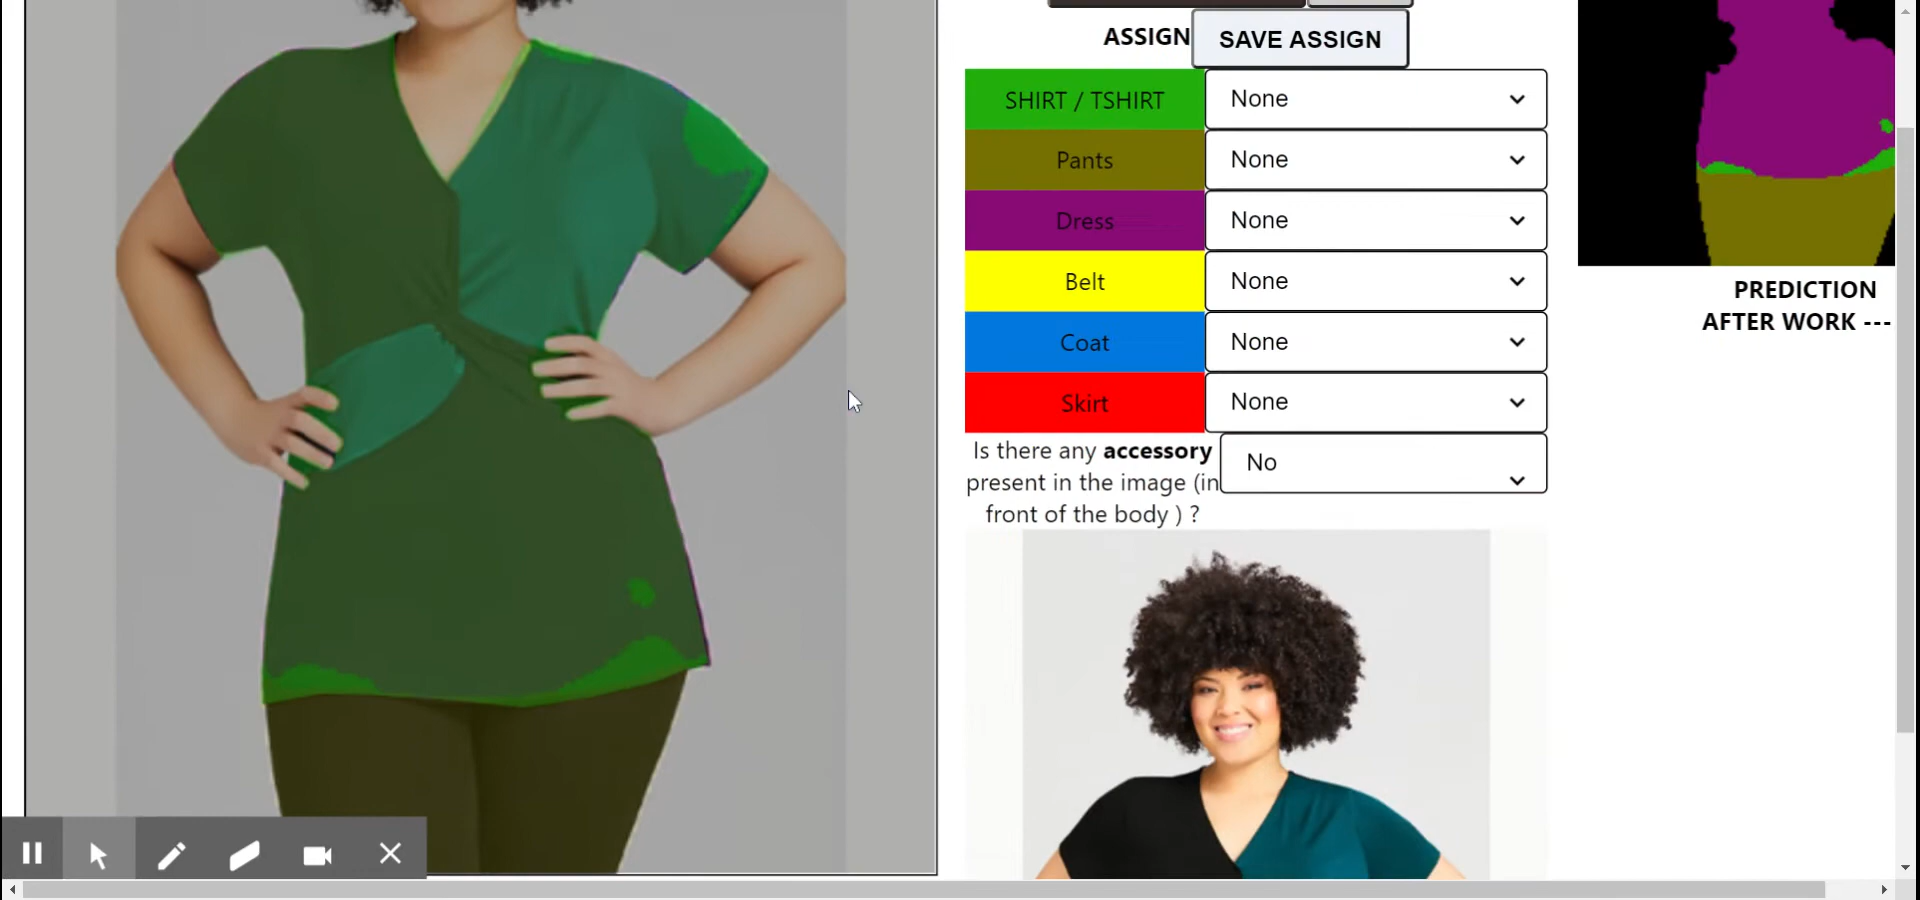 ASSIGN SAVE ASSIGN
SHIRT / TSHIRT None
Pants None
Dress None
Belt None
Coat None
Skirt None
Is there any accessory
present in the image (in
front of the body ) ?
No
PREDICTION
AFTER WORK ---